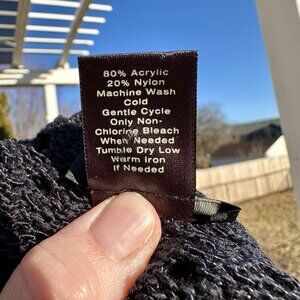 80% Acrylic
20% Nylon
Machine Wash
Cold
Gentle Cycle
Only Non-
Chlorine Bleach
When Needed
Tumble Dry Low
Warm Iron
If Needed